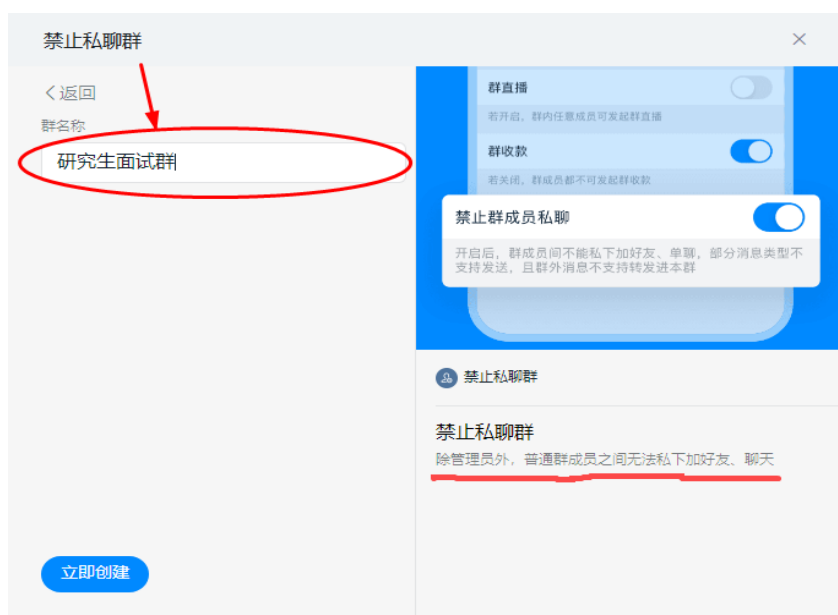 禁止私聊群
返回
群名称
研究生面试群
立即创建
群直播
若开启，群内任意成员可发起群直播
群收款
若关闭，群成员都不可发起群收款
禁止群成员私聊
开启后，群成员间不能私下加好友、单聊，部分消息类型不
支持发送，且群外消息不支持转发进本群
禁止私聊群
禁止私聊群
除管理员外，普通群成员之间无法私下加好友、聊天